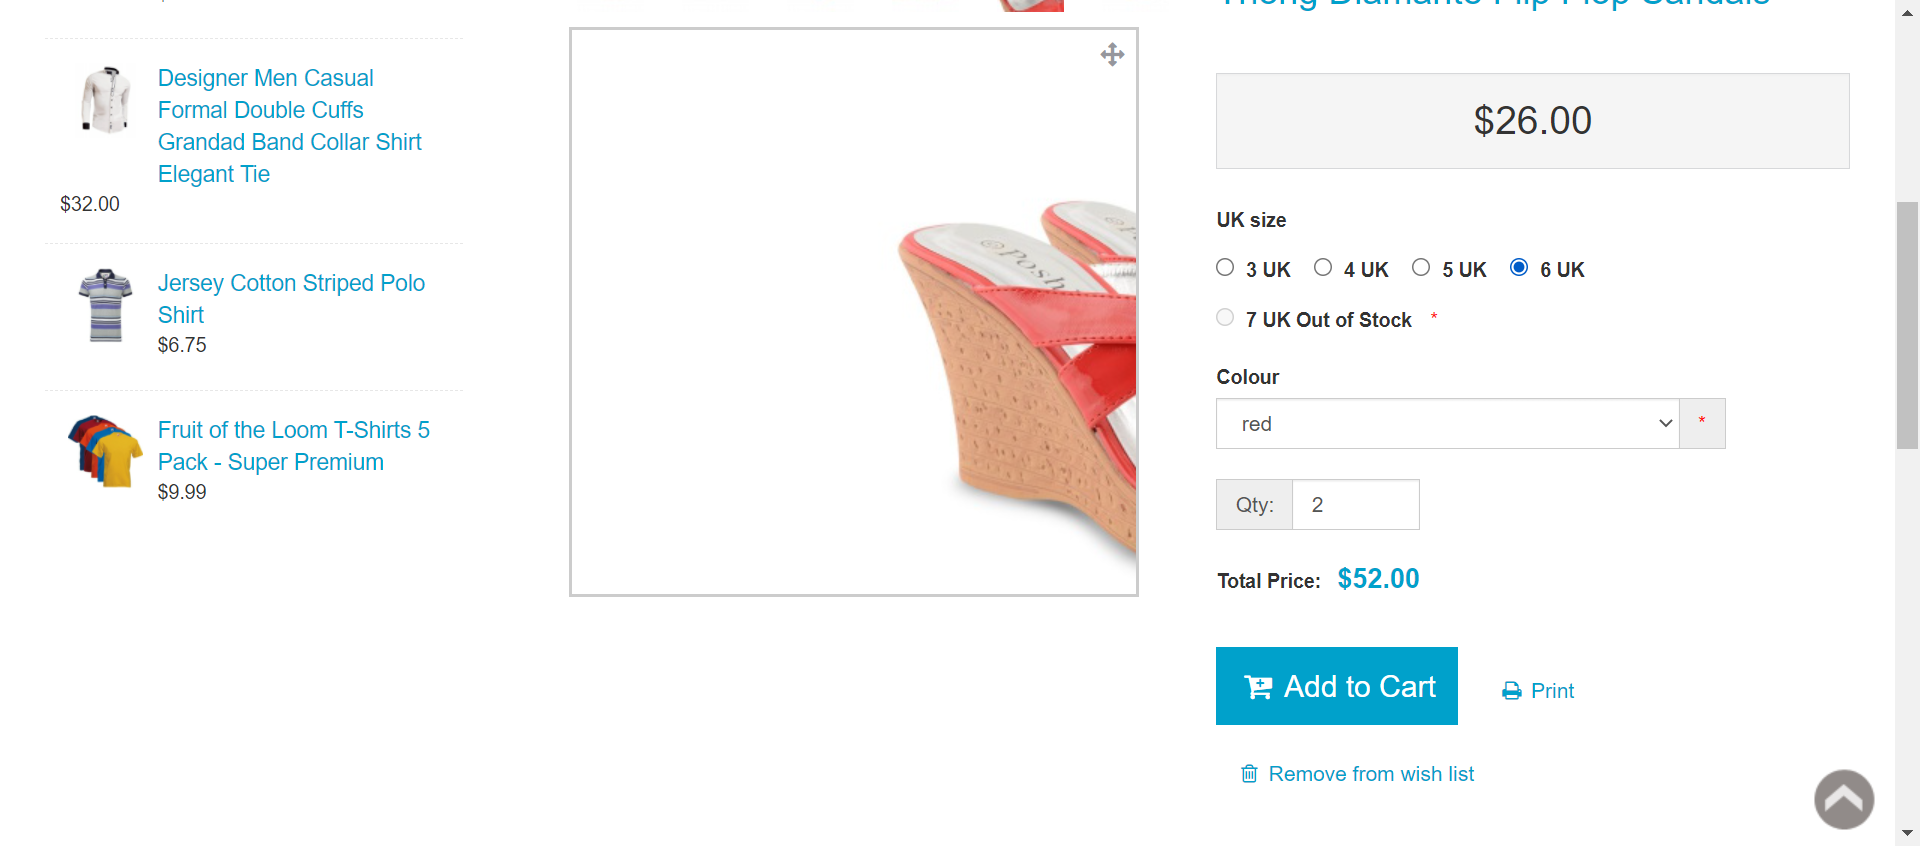 Thong Diamante Flip Flop Sandals
Designer Men Casual
Formal Double Cuffs
Grandad Band Collar Shirt
Elegant Tie
$32.00
Jersey Cotton Striped Polo
Shirt
$6.75
Fruit of the Loom T-Shirts 5
Pack - Super Premium
$9.99
Posh
$26.00
UK size
3 UK 4 UK 5 UK 6 UK
7 UK Out of Stock *
Colour
red *
Qty: 2
Total Price: $52.00
Add to Cart
Print
Remove from wish list